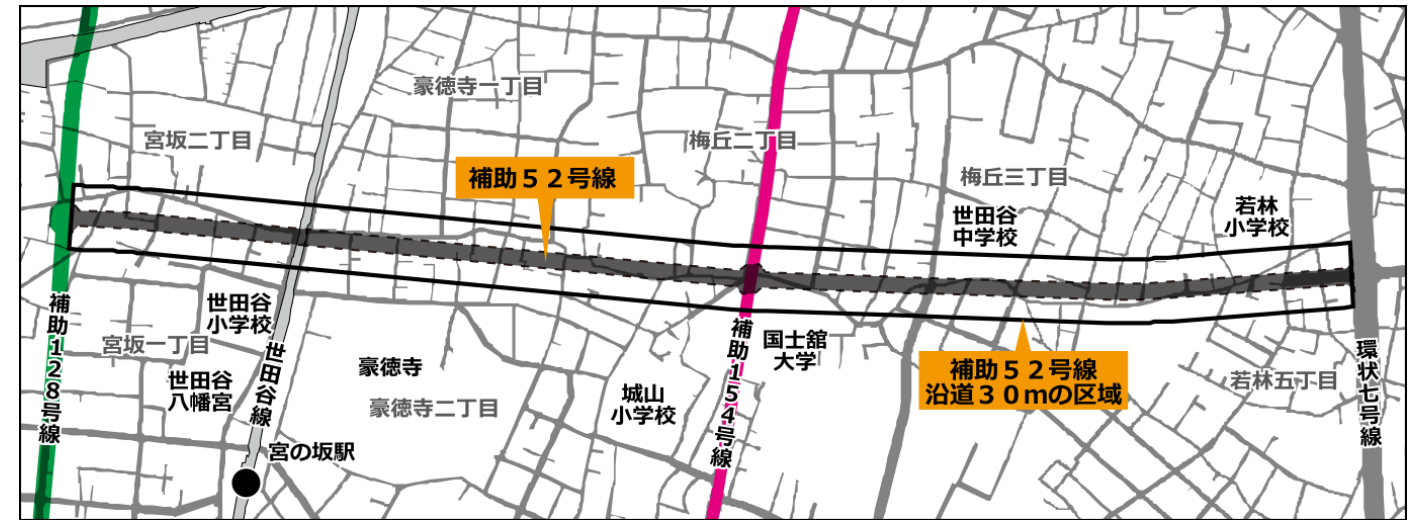 豪徳寺一丁目
宮坂二丁目
梅丘二丁目
補助５２号線
梅丘三丁目
世田谷
中学校
若林
小学校
補助128号線
世田谷
小学校
宮坂一丁目
世田谷
八幡宮
世田谷線
豪徳寺
豪徳寺二丁目
宮の坂駅
城山
小学校
補助154号線
国士舘
大学
補助５２号線
沿道３０ｍの区域
若林五丁目
環状七号線